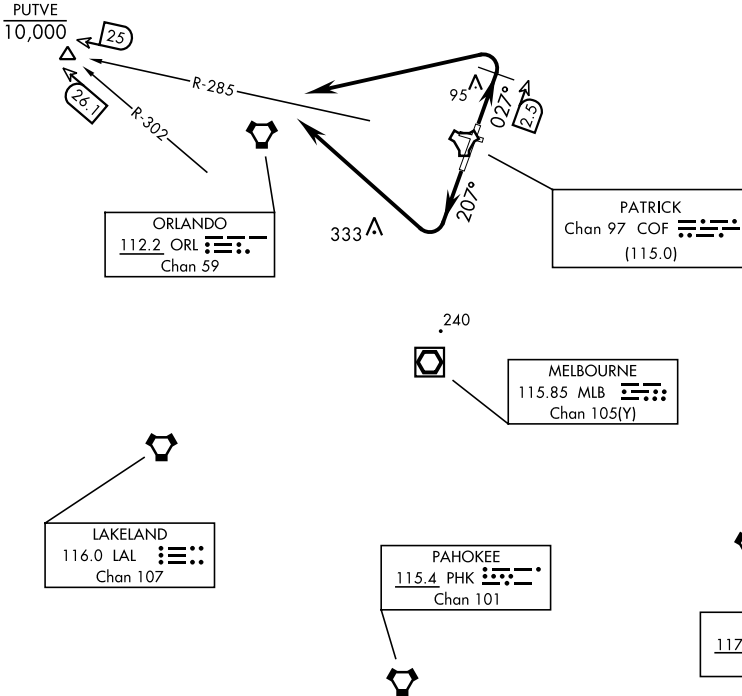 PUTVE
10,000
25
26.1
R-285
R-302
95
027°
2.5
207°
333
ORLANDO
112.2 ORL
Chan 59
PATRICK
Chan 97 COF
(115.0)
240
MELBOURNE
115.85 MLB
Chan 105(Y)
LAKELAND
116.0 LAL
Chan 107
PAHOKEE
115.4 PHK
Chan 101
117